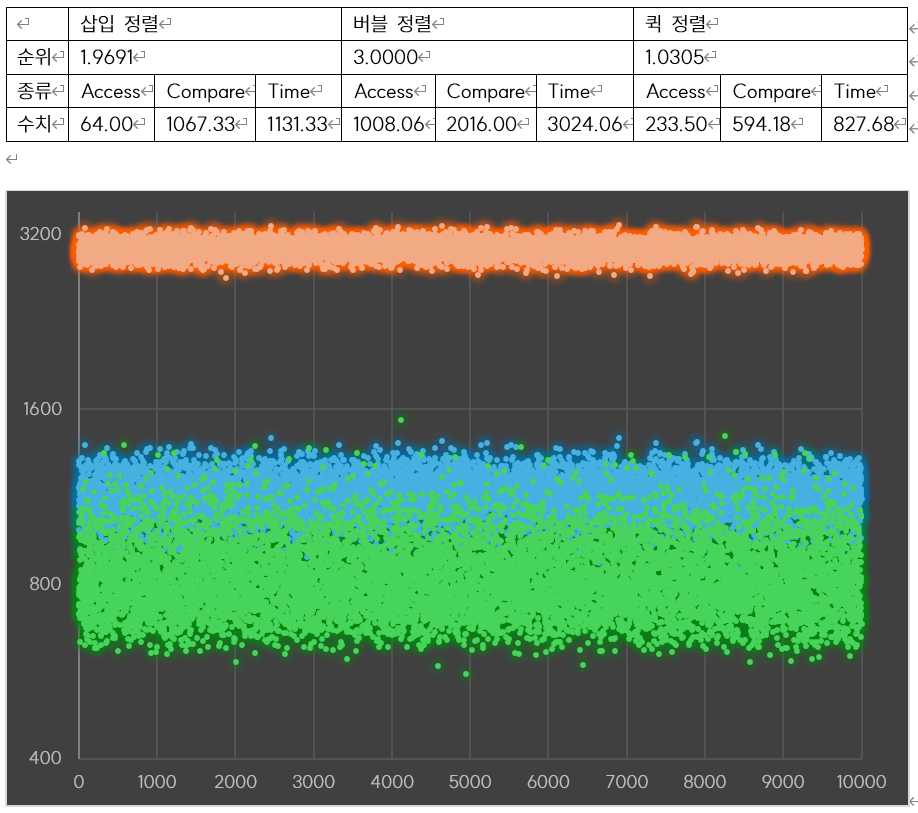 삽입 정렬 버블 정렬 퀵 정렬
순위 1.9691 3.0000 1.0305
종류 Access Compare Time Access Compare Time Access Compare Time
수치 64.00 1067.33 1131.33 1008.06 2016.00 3024.06 233.50 594.18 827.68
3200
1600
800
400
0 1000 2000 3000 4000 5000 6000 7000 8000 9000 10000